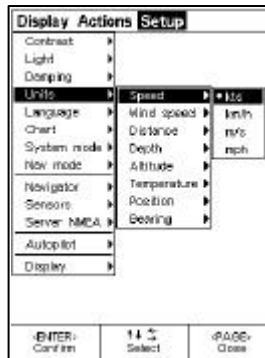 Display Actions Setup
Contrast
Light
Damping
Units
Language
Chart
System mode
Nav mode
Navigator
Sensors
Server NMEA
Autopilot
Display
Speed
Wind speed
Distance
Depth
Altitude
Temperature
Position
Bearing
kts
km/h
m/s
mph
<ENTER> Confirm
Select
<PAGE> Close